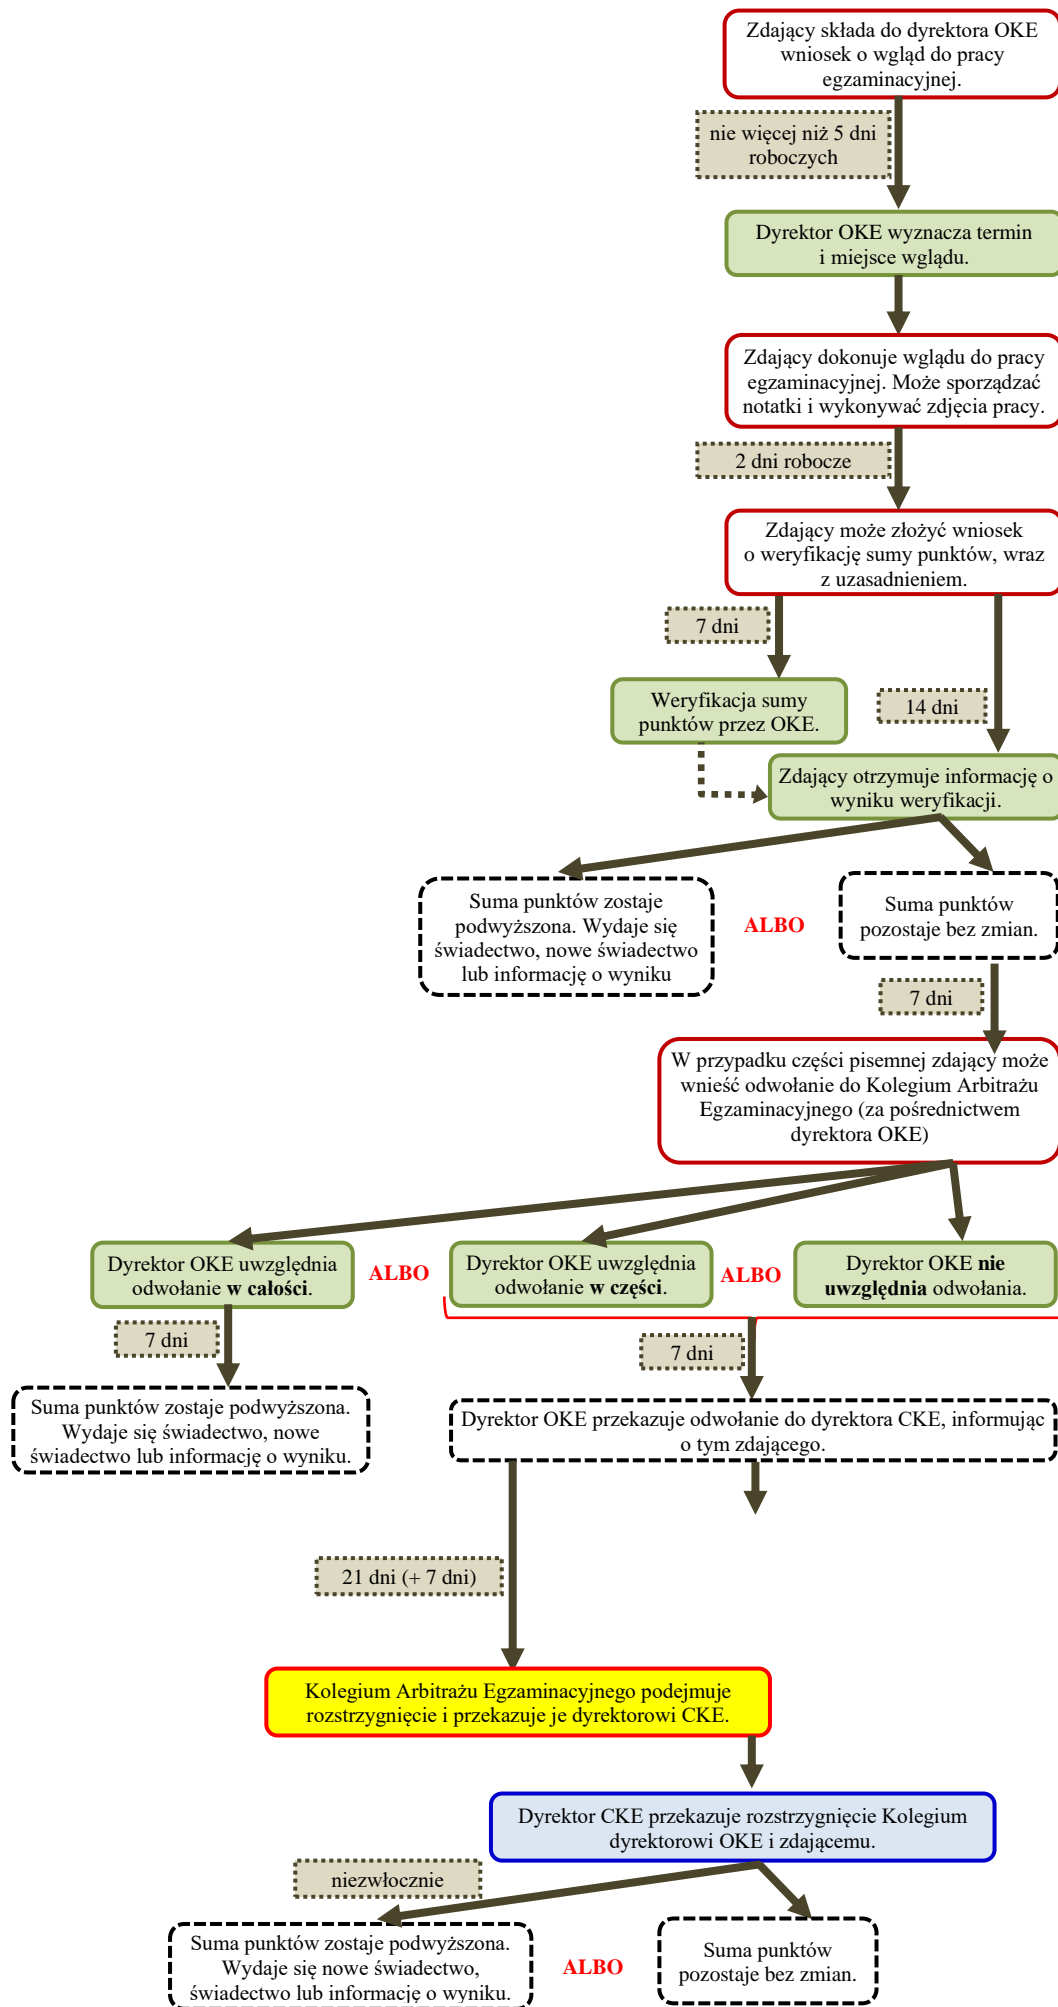 Zdający składa do dyrektora OKE
wniosek o wgląd do pracy
egzaminacyjnej.
nie więcej niż 5 dni
roboczych
Dyrektor OKE wyznacza termin
i miejsce wglądu.
Zdający dokonuje wglądu do pracy
egzaminacyjnej. Może sporządzać
notatki i wykonywać zdjęcia pracy.
2 dni robocze
Zdający może złożyć wniosek
o weryfikację sumy punktów, wraz
z uzasadnieniem.
7 dni
Weryfikacja sumy
punktów przez OKE.
14 dni
Zdający otrzymuje informację o
wyniku weryfikacji.
Suma punktów zostaje
podwyższona. Wydaje się
świadectwo, nowe świadectwo
lub informację o wyniku
ALBO
Suma punktów
pozostaje bez zmian.
7 dni
W przypadku części pisemnej zdający może
wnieść odwołanie do Kolegium Arbitrażu
Egzaminacyjnego (za pośrednictwem
dyrektora OKE)
Dyrektor OKE uwzględnia
odwołanie w całości.
ALBO
Dyrektor OKE uwzględnia
odwołanie w części.
ALBO
Dyrektor OKE nie
uwzględnia odwołania.
7 dni
7 dni
Suma punktów zostaje podwyższona.
Wydaje się świadectwo, nowe
świadectwo lub informację o wyniku.
Dyrektor OKE przekazuje odwołanie do dyrektora CKE, informując
o tym zdającego.
21 dni (+ 7 dni)
Kolegium Arbitrażu Egzaminacyjnego podejmuje
rozstrzygnięcie i przekazuje je dyrektorowi CKE.
Dyrektor CKE przekazuje rozstrzygnięcie Kolegium
dyrektorowi OKE i zdającemu.
niezwłocznie
Suma punktów zostaje podwyższona.
Wydaje się nowe świadectwo,
świadectwo lub informację o wyniku.
ALBO
Suma punktów
pozostaje bez zmian.